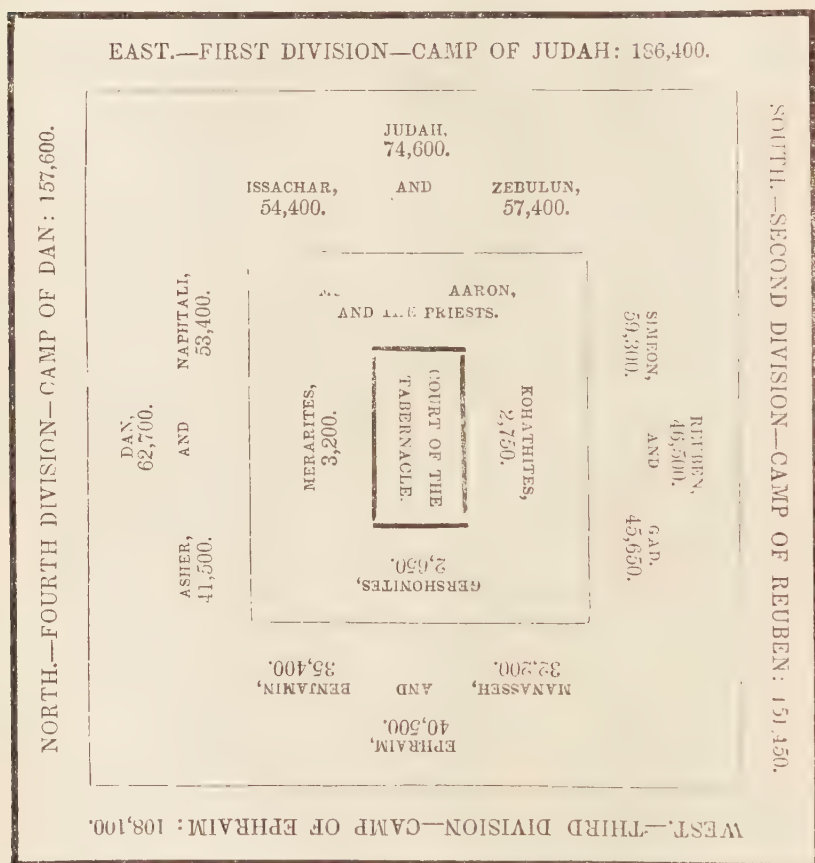 EAST.—FIRST DIVISION—CAMP OF JUDAH: 186,400.
JUDAH,
74,600.
ISSACHAR, AND ZEBULUN,
54,400. 57,400.
AARON,
AND THE PRIESTS.
COURT OF THE
TABERNACLE.
KOHATHITES,
2,750.
GERSHONITES,
2,650.
MERARITES,
3,200.
SOUTH.—SECOND DIVISION—CAMP OF REUBEN: 151,450.
REUBEN,
46,500.
SIMEON, AND GAD.
59,300. 45,650.
WEST.—THIRD DIVISION—CAMP OF EPHRAIM: 108,100.
EPHRAIM,
40,500.
MANASSEH, AND BENJAMIN,
32,200. 35,400.
NORTH.—FOURTH DIVISION—CAMP OF DAN: 157,600.
DAN,
62,700.
ASHER, AND NAPHTALI,
41,500. 53,400.